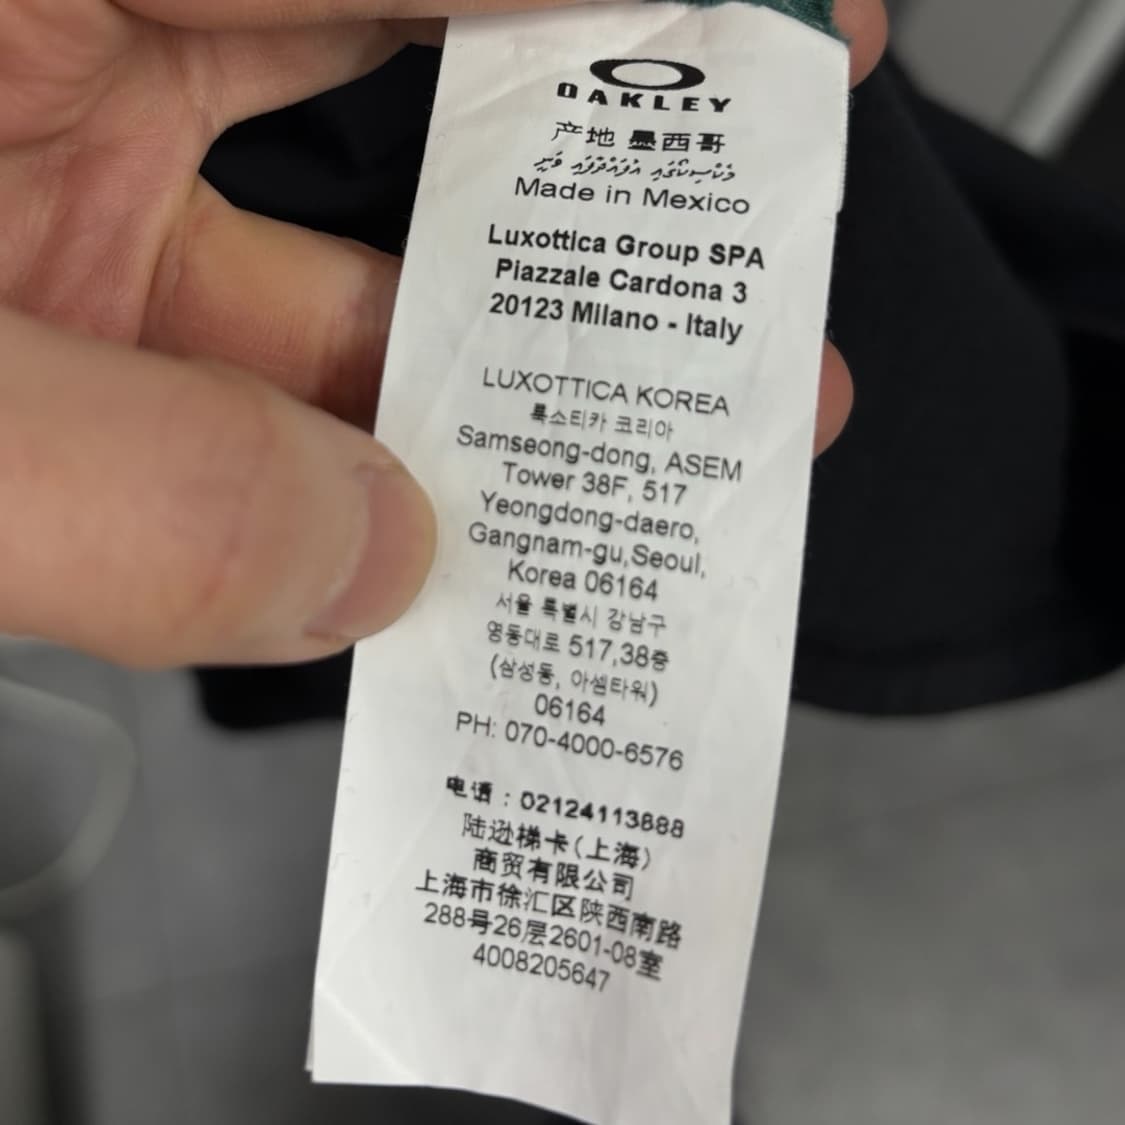 OAKLEY
产地 墨西哥
މެކްސިކޯގައި އުފައްދާފައި ވަނީ
Made in Mexico
Luxottica Group SPA
Piazzale Cardona 3
20123 Milano - Italy
LUXOTTICA KOREA
룩소티카 코리아
Samseong-dong, ASEM
Tower 38F, 517
Yeongdong-daero,
Gangnam-gu,Seoul,
Korea 06164
서울 특별시 강남구
영동대로 517,38층
(삼성동, 아셈타워)
06164
PH: 070-4000-6576
电话：02124113888
陆逊梯卡(上海)
商贸有限公司
上海市徐汇区陕西南路
288号26层2601-08室
4008205647